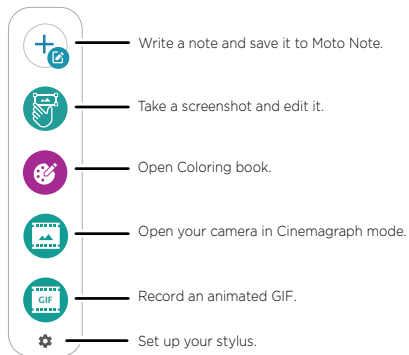 Write a note and save it to Moto Note.
Take a screenshot and edit it.
Open Coloring book.
Open your camera in Cinemagraph mode.
GIF
Record an animated GIF.
Set up your stylus.